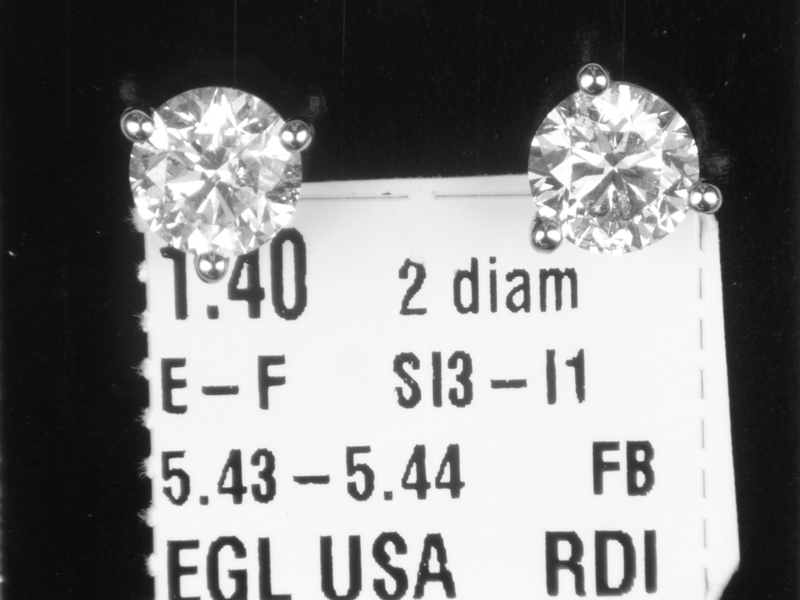 1.40 2 diam
E-F SI3-I1
5.43-5.44 FB
EGL USA RDI